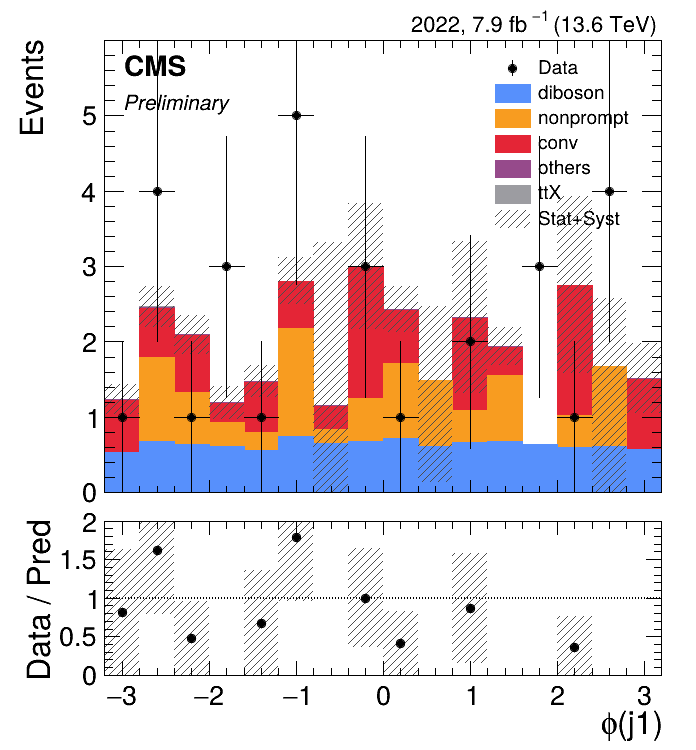 2022, 7.9 fb⁻¹ (13.6 TeV)
CMS
Preliminary
Events
Data
diboson
nonprompt
conv
others
ttX
Stat+Syst
5
4
3
2
1
0
Data / Pred
2
1.5
1
0.5
0
−3 −2 −1 0 1 2 3
ϕ(j1)